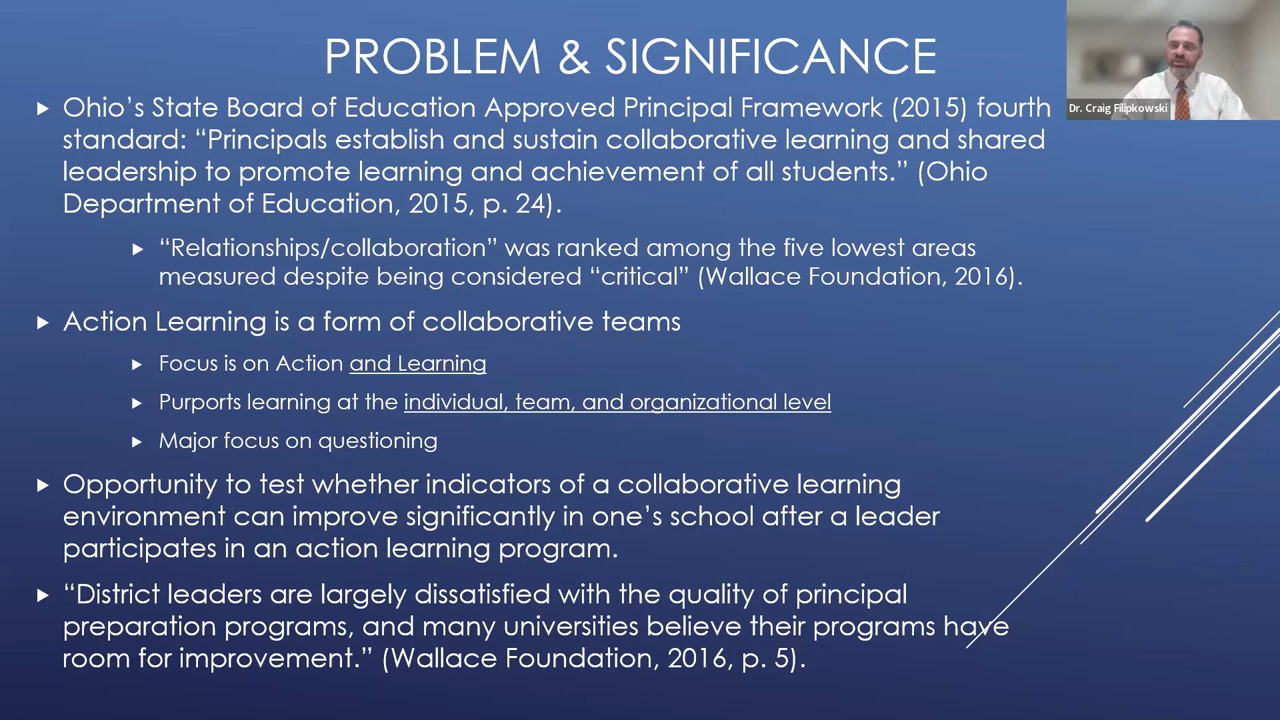 PROBLEM & SIGNIFICANCE
Dr. Craig Filipkowski
Ohio’s State Board of Education Approved Principal Framework (2015) fourth
standard: “Principals establish and sustain collaborative learning and shared
leadership to promote learning and achievement of all students.” (Ohio
Department of Education, 2015, p. 24).
“Relationships/collaboration” was ranked among the five lowest areas
measured despite being considered “critical” (Wallace Foundation, 2016).
Action Learning is a form of collaborative teams
Focus is on Action and Learning
Purports learning at the individual, team, and organizational level
Major focus on questioning
Opportunity to test whether indicators of a collaborative learning
environment can improve significantly in one’s school after a leader
participates in an action learning program.
“District leaders are largely dissatisfied with the quality of principal
preparation programs, and many universities believe their programs have
room for improvement.” (Wallace Foundation, 2016, p. 5).